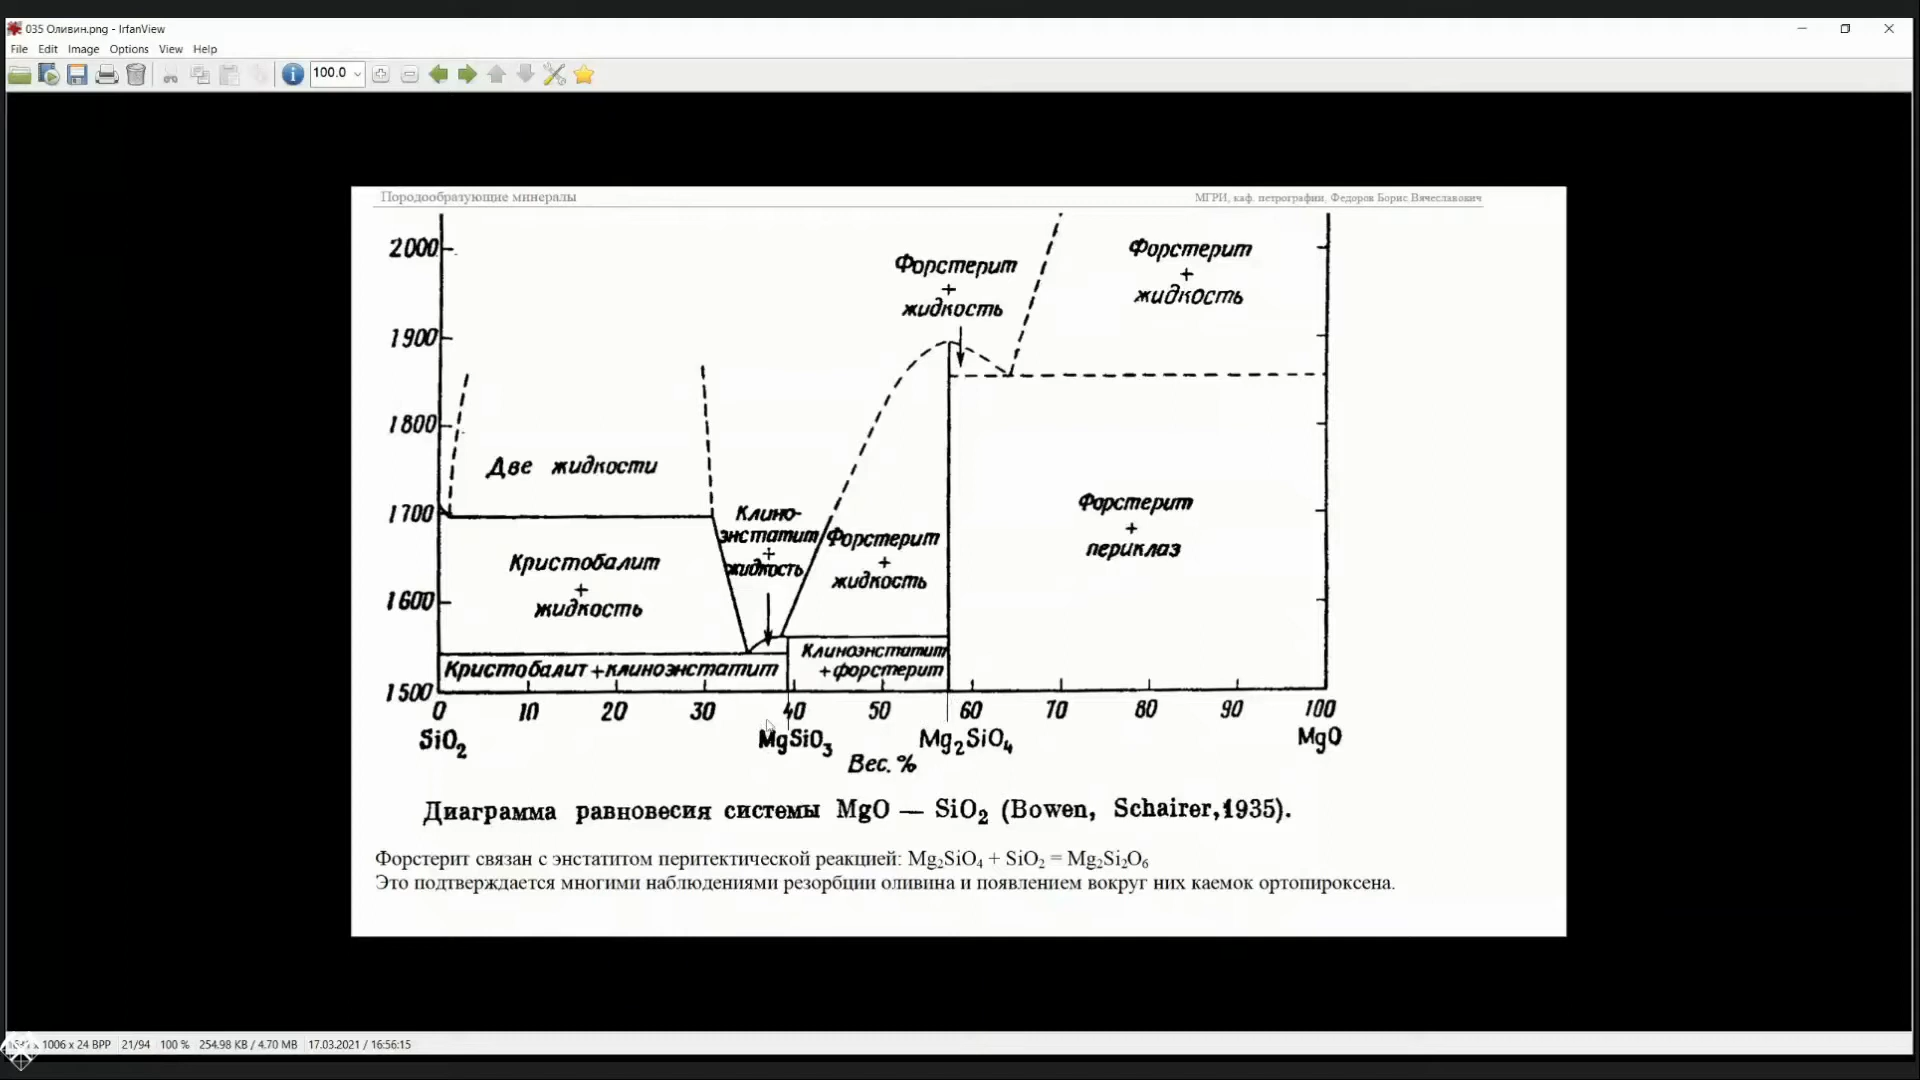 035 Оливин.png - IrfanView
File Edit Image Options View Help
100.0
Породообразующие минералы
МГРИ, каф. петрографии, Федоров Борис Вячеславович
2000
1900
1800
1700
1600
1500
Форстерит
+
жидкость
Форстерит
+
жидкость
Две жидкости
Клино-
энстатит
+
жидкость
Форстерит
+
жидкость
Форстерит
+
периклаз
Кристобалит
+
жидкость
Кристобалит+клиноэнстатит
Клиноэнстатит
+форстерит
0 10 20 30 40 50 60 70 80 90 100
SiO₂ MgSiO₃ Mg₂SiO₄ MgO
Вес. %
Диаграмма равновесия системы MgO — SiO₂ (Bowen, Schairer,1935).
Форстерит связан с энстатитом перитектической реакцией: Mg₂SiO₄ + SiO₂ = Mg₂Si₂O₆
Это подтверждается многими наблюдениями резорбции оливина и появлением вокруг них каемок ортопироксена.
x 1006 x 24 BPP 21/94 100 % 254.98 KB / 4.70 MB 17.03.2021 / 16:56:15